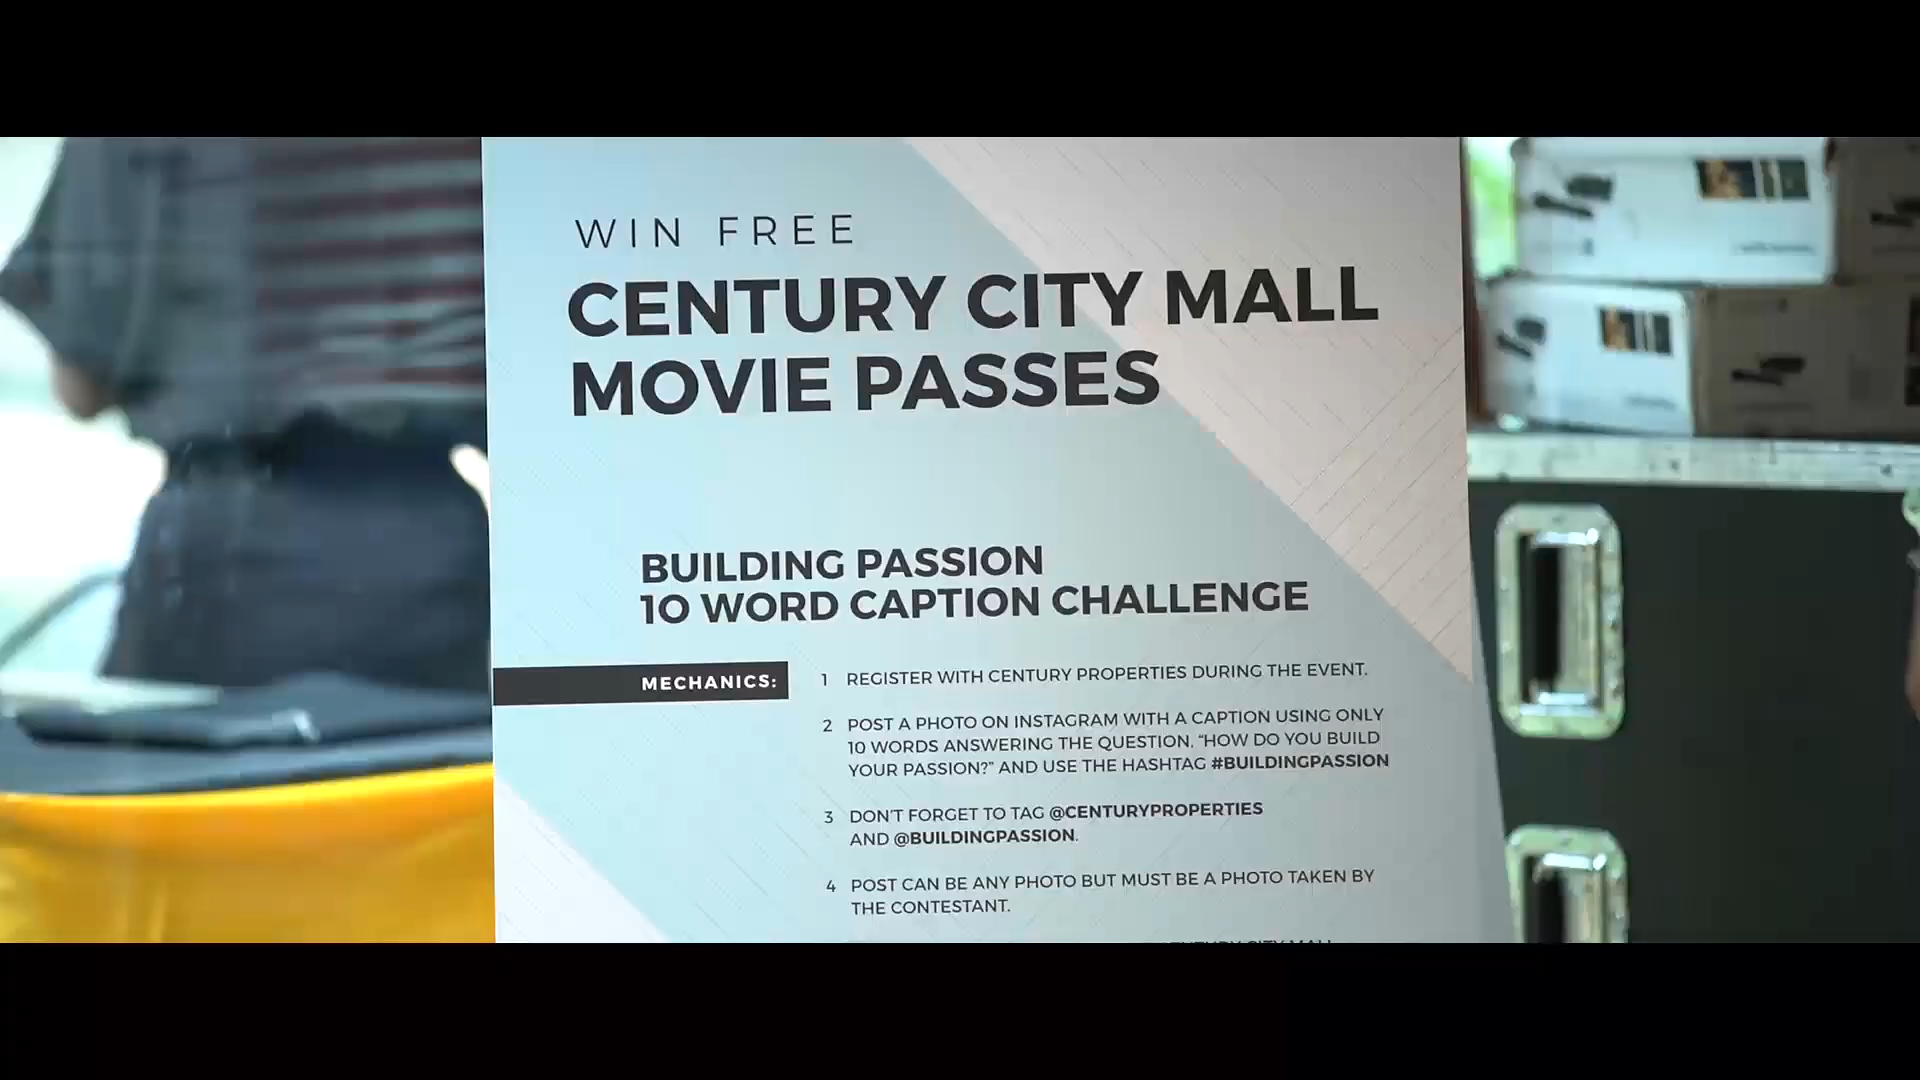 WIN FREE
CENTURY CITY MALL
MOVIE PASSES
BUILDING PASSION
10 WORD CAPTION CHALLENGE
MECHANICS:
1 REGISTER WITH CENTURY PROPERTIES DURING THE EVENT.
2 POST A PHOTO ON INSTAGRAM WITH A CAPTION USING ONLY
10 WORDS ANSWERING THE QUESTION, “HOW DO YOU BUILD
YOUR PASSION?” AND USE THE HASHTAG #BUILDINGPASSION
3 DON'T FORGET TO TAG @CENTURYPROPERTIES
AND @BUILDINGPASSION.
4 POST CAN BE ANY PHOTO BUT MUST BE A PHOTO TAKEN BY
THE CONTESTANT.